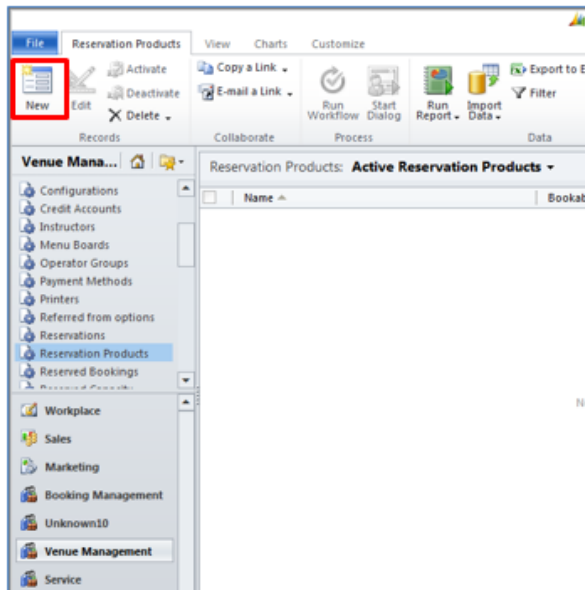 File Reservation Products View Charts Customize
New
Edit
Activate
Deactivate
Delete
Records
Copy a Link
E-mail a Link
Collaborate
Run Workflow
Start Dialog
Process
Run Report
Import Data
Export to E
Filter
Data
Venue Mana...
Configurations
Credit Accounts
Instructors
Menu Boards
Operator Groups
Payment Methods
Printers
Referred from options
Reservations
Reservation Products
Reserved Bookings
Reserved Capacity
Workplace
Sales
Marketing
Booking Management
Unknown10
Venue Management
Service
Reservation Products: Active Reservation Products
Name Bookab
N